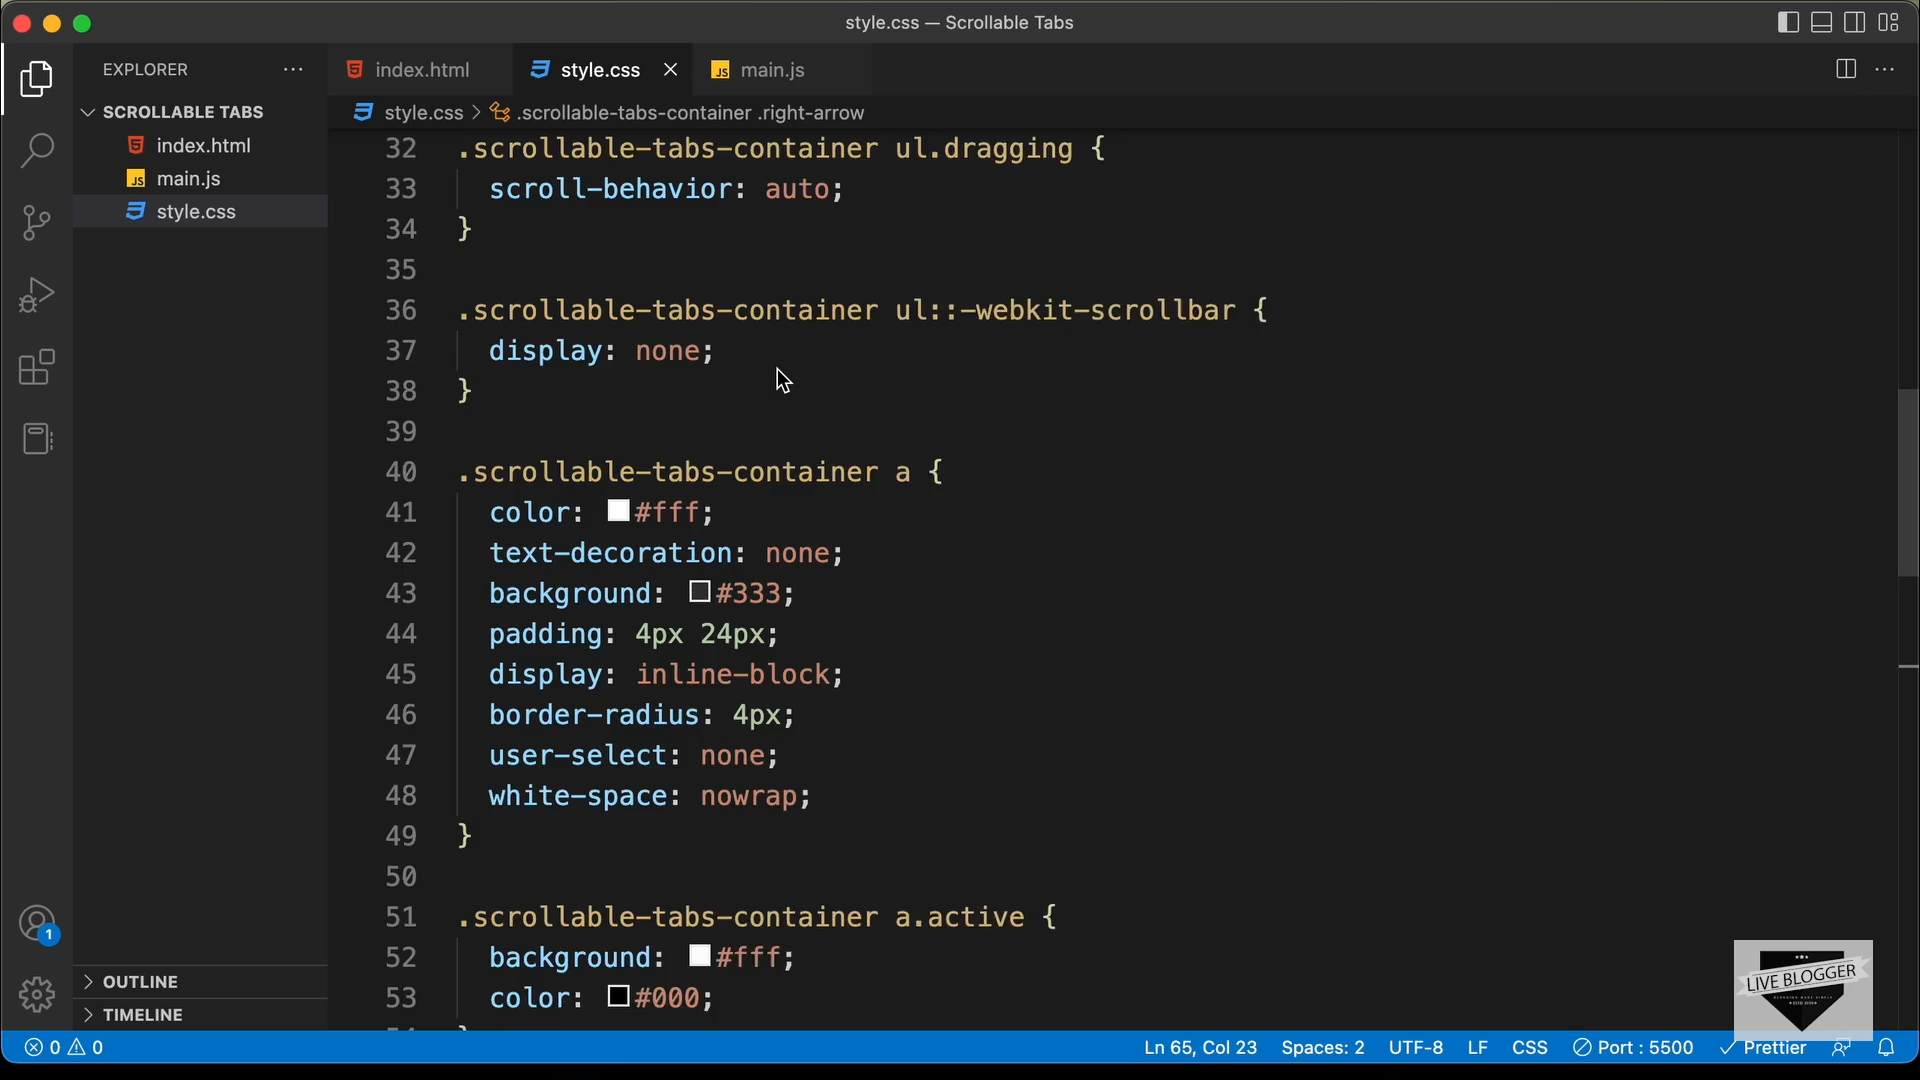 style.css — Scrollable Tabs
EXPLORER
SCROLLABLE TABS
index.html
main.js
style.css
OUTLINE
TIMELINE
index.html
style.css
main.js
style.css > .scrollable-tabs-container .right-arrow
32 .scrollable-tabs-container ul.dragging {
33 scroll-behavior: auto;
34 }
35
36 .scrollable-tabs-container ul::-webkit-scrollbar {
37 display: none;
38 }
39
40 .scrollable-tabs-container a {
41 color: #fff;
42 text-decoration: none;
43 background: #333;
44 padding: 4px 24px;
45 display: inline-block;
46 border-radius: 4px;
47 user-select: none;
48 white-space: nowrap;
49 }
50
51 .scrollable-tabs-container a.active {
52 background: #fff;
53 color: #000;
1
LIVE BLOGGER
0 0
Ln 65, Col 23 Spaces: 2 UTF-8 LF CSS Port : 5500 Prettier